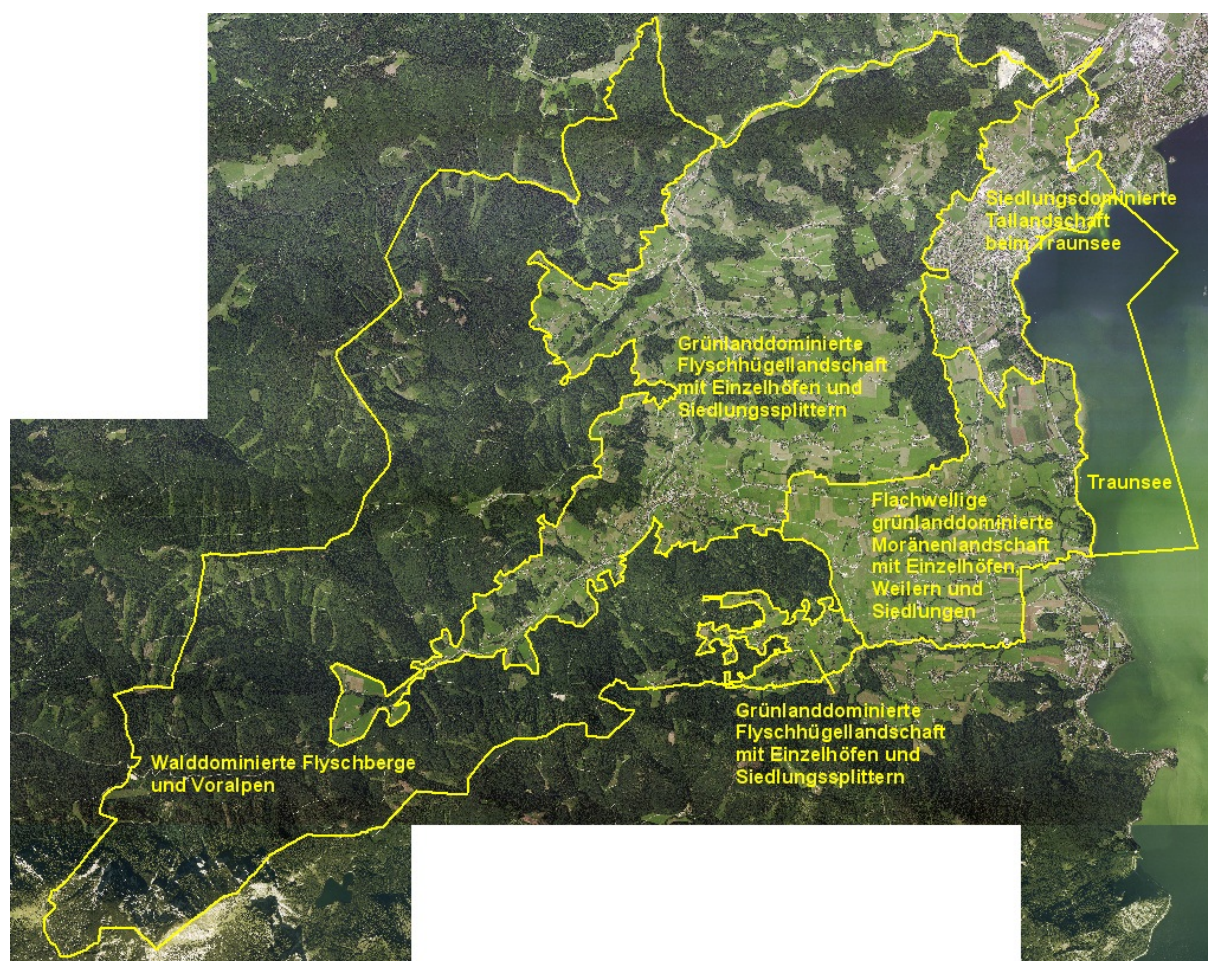 Siedlungsdominierte
Tallandschaft
beim Traunsee
Grünlanddominierte
Flyschhügellandschaft
mit Einzelhöfen und
Siedlungssplittern
Traunsee
Flachwellige
grünlanddominierte
Moränenlandschaft
mit Einzelhöfen,
Weilern und
Siedlungen
Grünlanddominierte
Flyschhügellandschaft
mit Einzelhöfen und
Siedlungssplittern
Walddominierte Flyschberge
und Voralpen